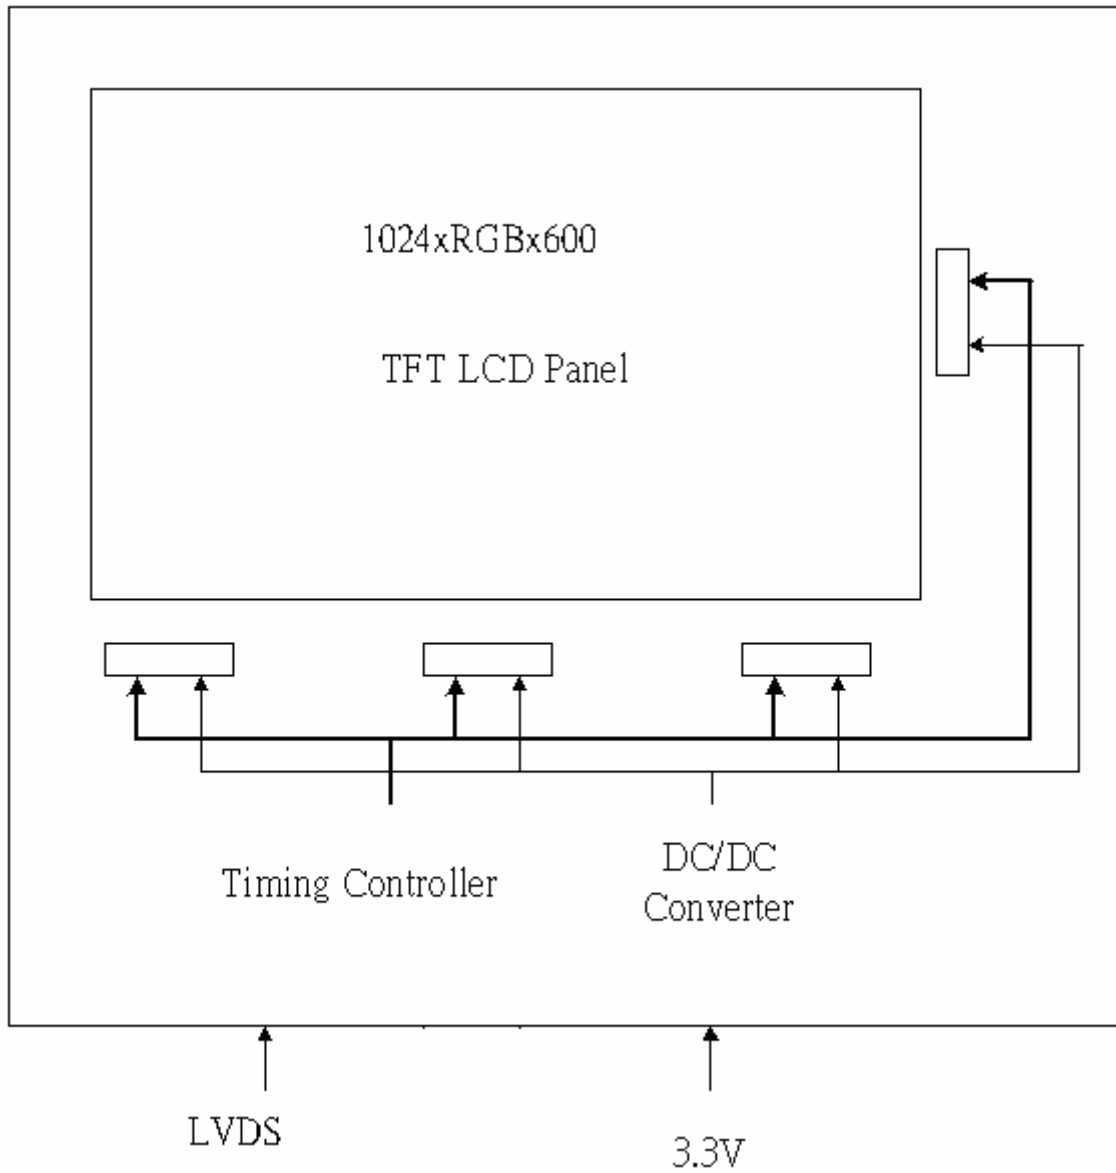 1024xRGBx600
TFT LCD Panel
Timing Controller
DC/DC
Converter
LVDS
3.3V